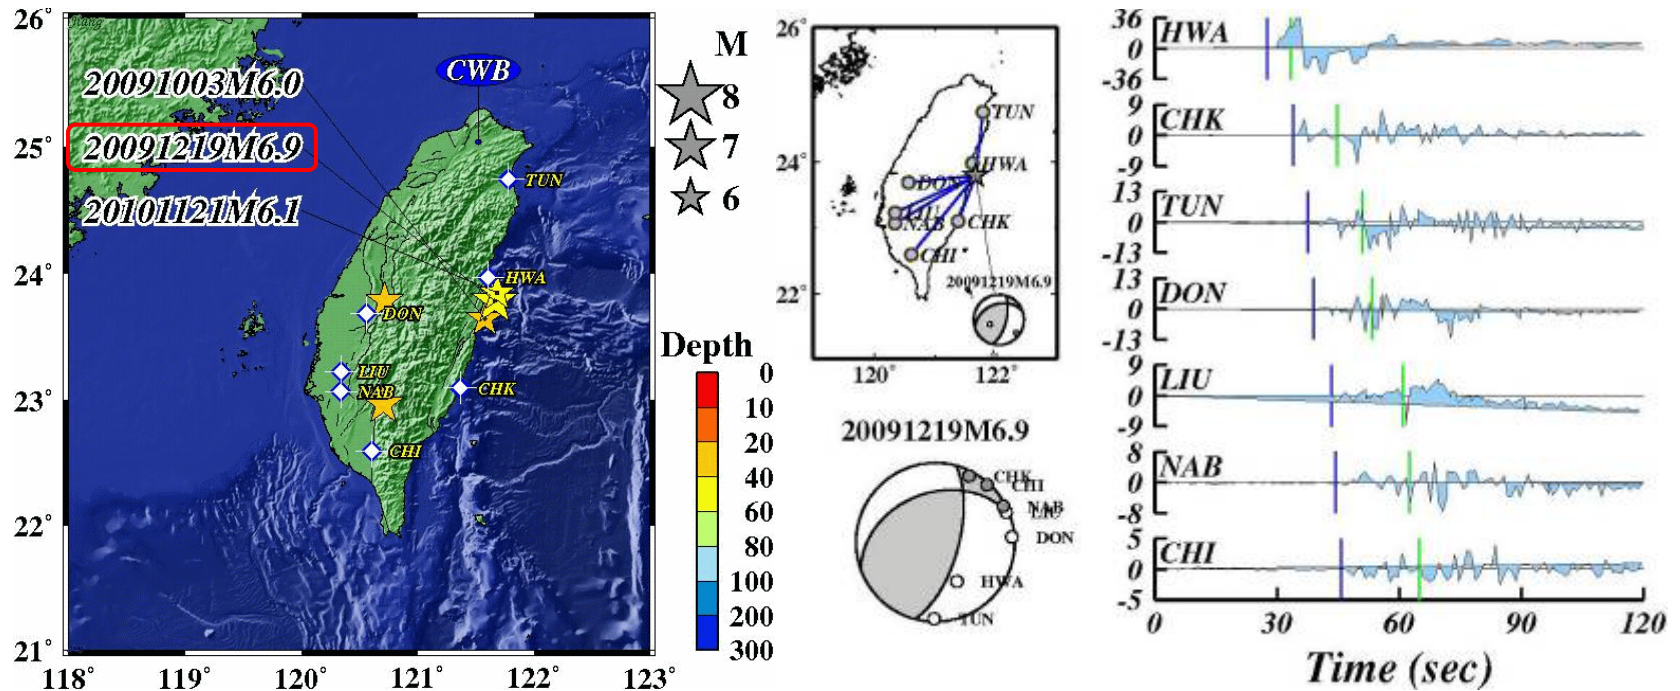 26°
25°
24°
23°
22°
21°
118°
119°
120°
121°
122°
123°
20091003M6.0
20091219M6.9
20101121M6.1
CWB
TUN
HWA
DON
LIU
NAB
CHK
CHI
M
8
7
6
Depth
0
10
20
40
60
80
100
200
300
26°
24°
22°
120°
122°
TUN
HWA
DON
LIU
NAB
CHK
CHI
20091219M6.9
20091219M6.9
CHK
CHI
NAB
LIU
DON
HWA
TUN
36
0
-36
HWA
9
0
-9
CHK
13
0
-13
TUN
13
0
-13
DON
9
0
-9
LIU
8
0
-8
NAB
5
0
-5
CHI
0 30 60 90 120
Time (sec)